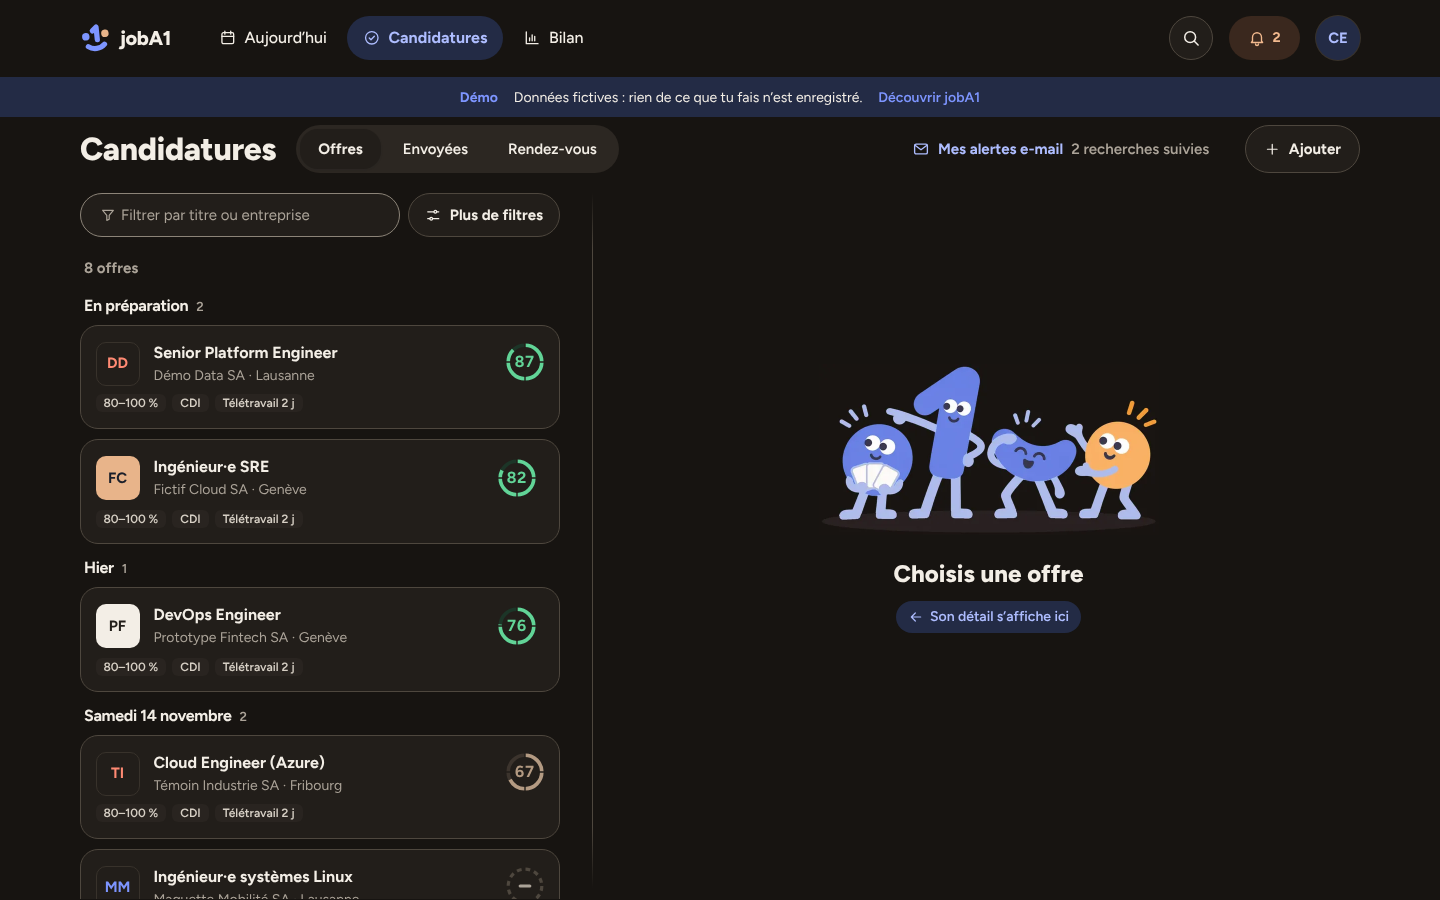 jobA1
Aujourd’hui
Candidatures
Bilan
2
CE
Démo Données fictives : rien de ce que tu fais n’est enregistré. Découvrir jobA1
Candidatures
Offres
Envoyées
Rendez-vous
Mes alertes e-mail 2 recherches suivies
Ajouter
Filtrer par titre ou entreprise
Plus de filtres
8 offres
En préparation 2
DD
Senior Platform Engineer
Démo Data SA · Lausanne
87
80–100 % CDI Télétravail 2 j
FC
Ingénieur·e SRE
Fictif Cloud SA · Genève
82
80–100 % CDI Télétravail 2 j
Hier 1
PF
DevOps Engineer
Prototype Fintech SA · Genève
76
80–100 % CDI Télétravail 2 j
Samedi 14 novembre 2
TI
Cloud Engineer (Azure)
Témoin Industrie SA · Fribourg
67
80–100 % CDI Télétravail 2 j
MM
Ingénieur·e systèmes Linux
Maquette Mobilité SA · Lausanne
Choisis une offre
Son détail s’affiche ici